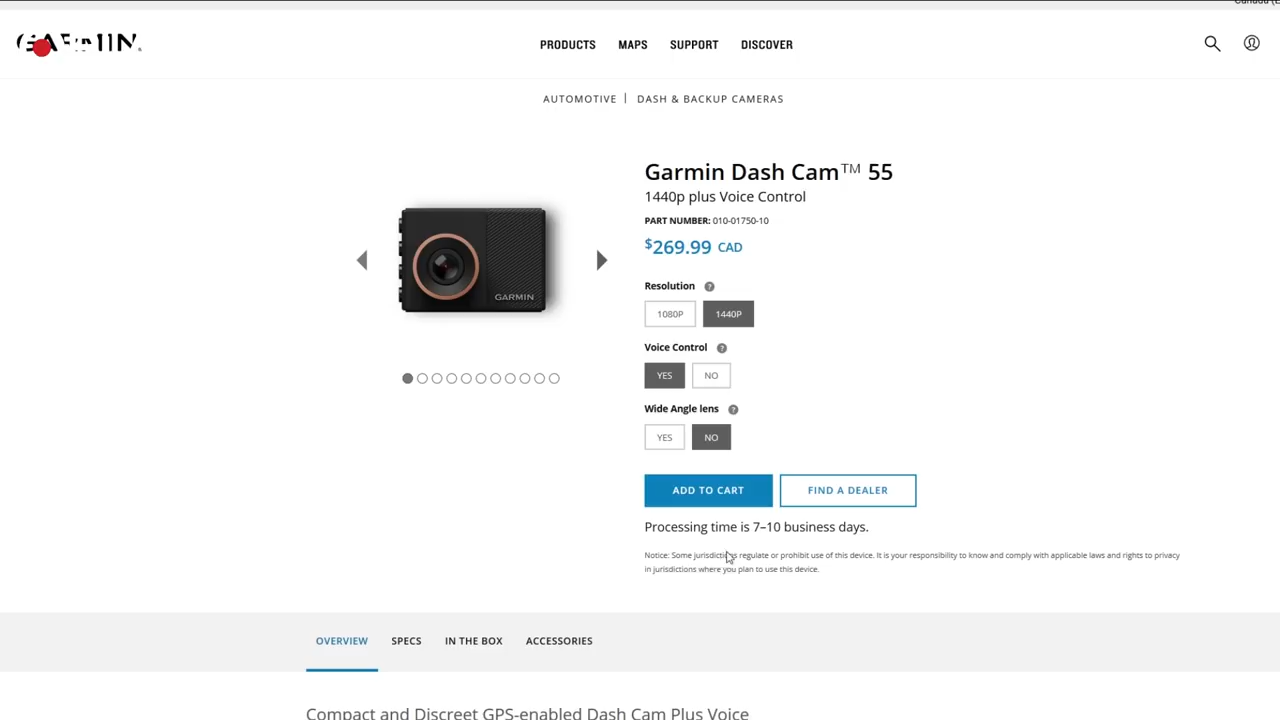 GARMIN
PRODUCTS MAPS SUPPORT DISCOVER
AUTOMOTIVE | DASH & BACKUP CAMERAS
Garmin Dash Cam™ 55
1440p plus Voice Control
PART NUMBER: 010-01750-10
$269.99 CAD
GARMIN
Resolution ?
1080P 1440P
Voice Control ?
YES NO
Wide Angle lens ?
YES NO
ADD TO CART FIND A DEALER
Processing time is 7–10 business days.
Notice: Some jurisdictions regulate or prohibit use of this device. It is your responsibility to know and comply with applicable laws and rights to privacy
in jurisdictions where you plan to use this device.
OVERVIEW SPECS IN THE BOX ACCESSORIES
Compact and Discreet GPS-enabled Dash Cam Plus Voice